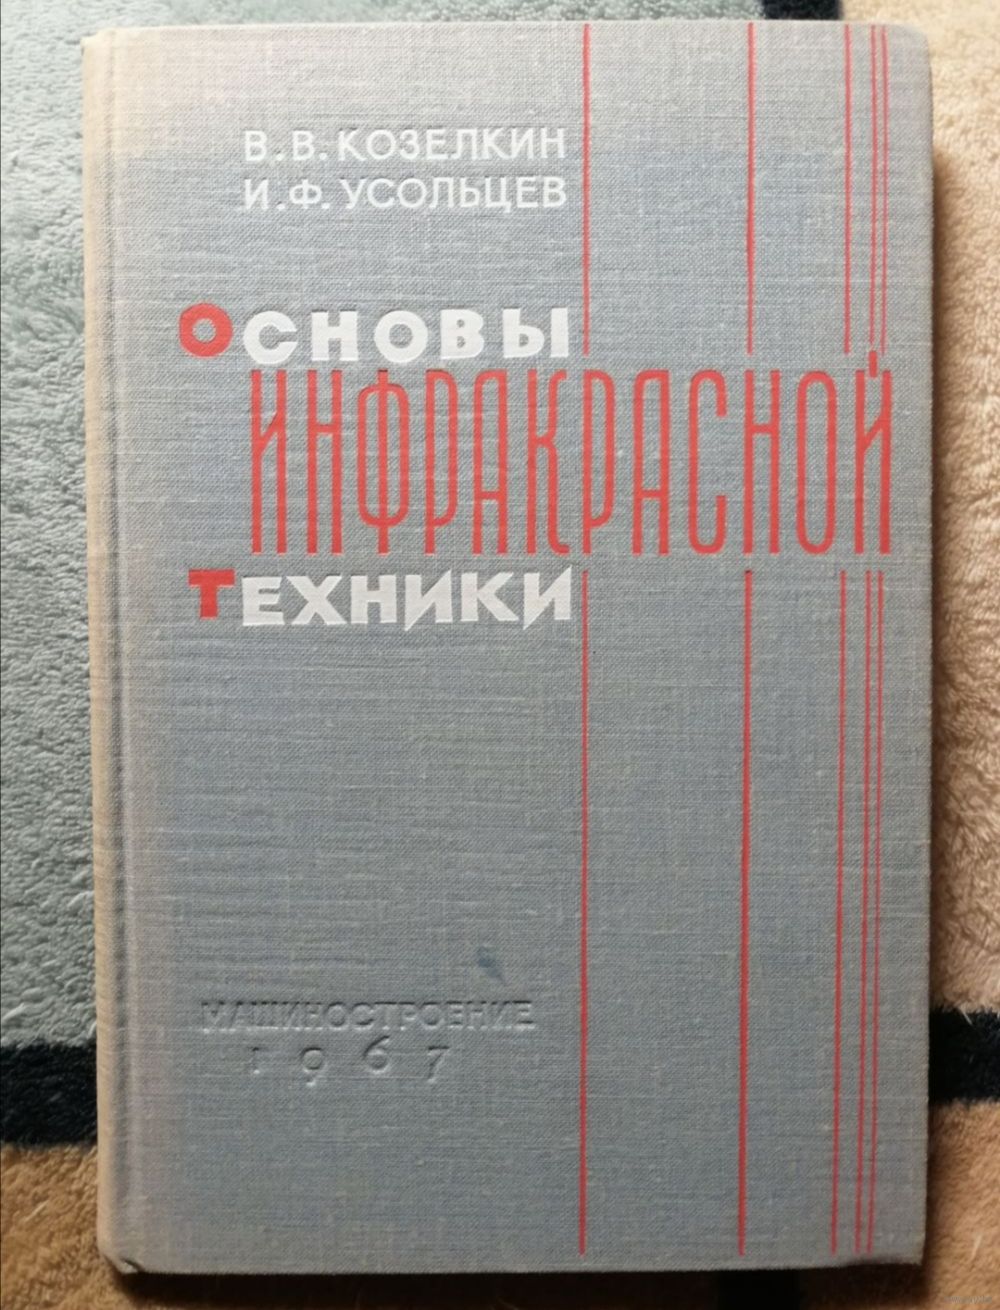 В.В. КОЗЕЛКИН
И.Ф. УСОЛЬЦЕВ
ОСНОВЫ
ИНФРАКРАСНОЙ
ТЕХНИКИ
МАШИНОСТРОЕНИЕ
1967